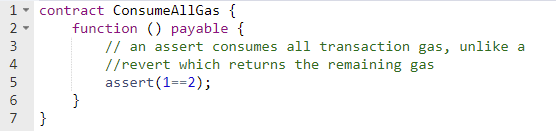 1 contract ConsumeAllGas {
2 function () payable {
3 // an assert consumes all transaction gas, unlike a
4 //revert which returns the remaining gas
5 assert(1==2);
6 }
7 }